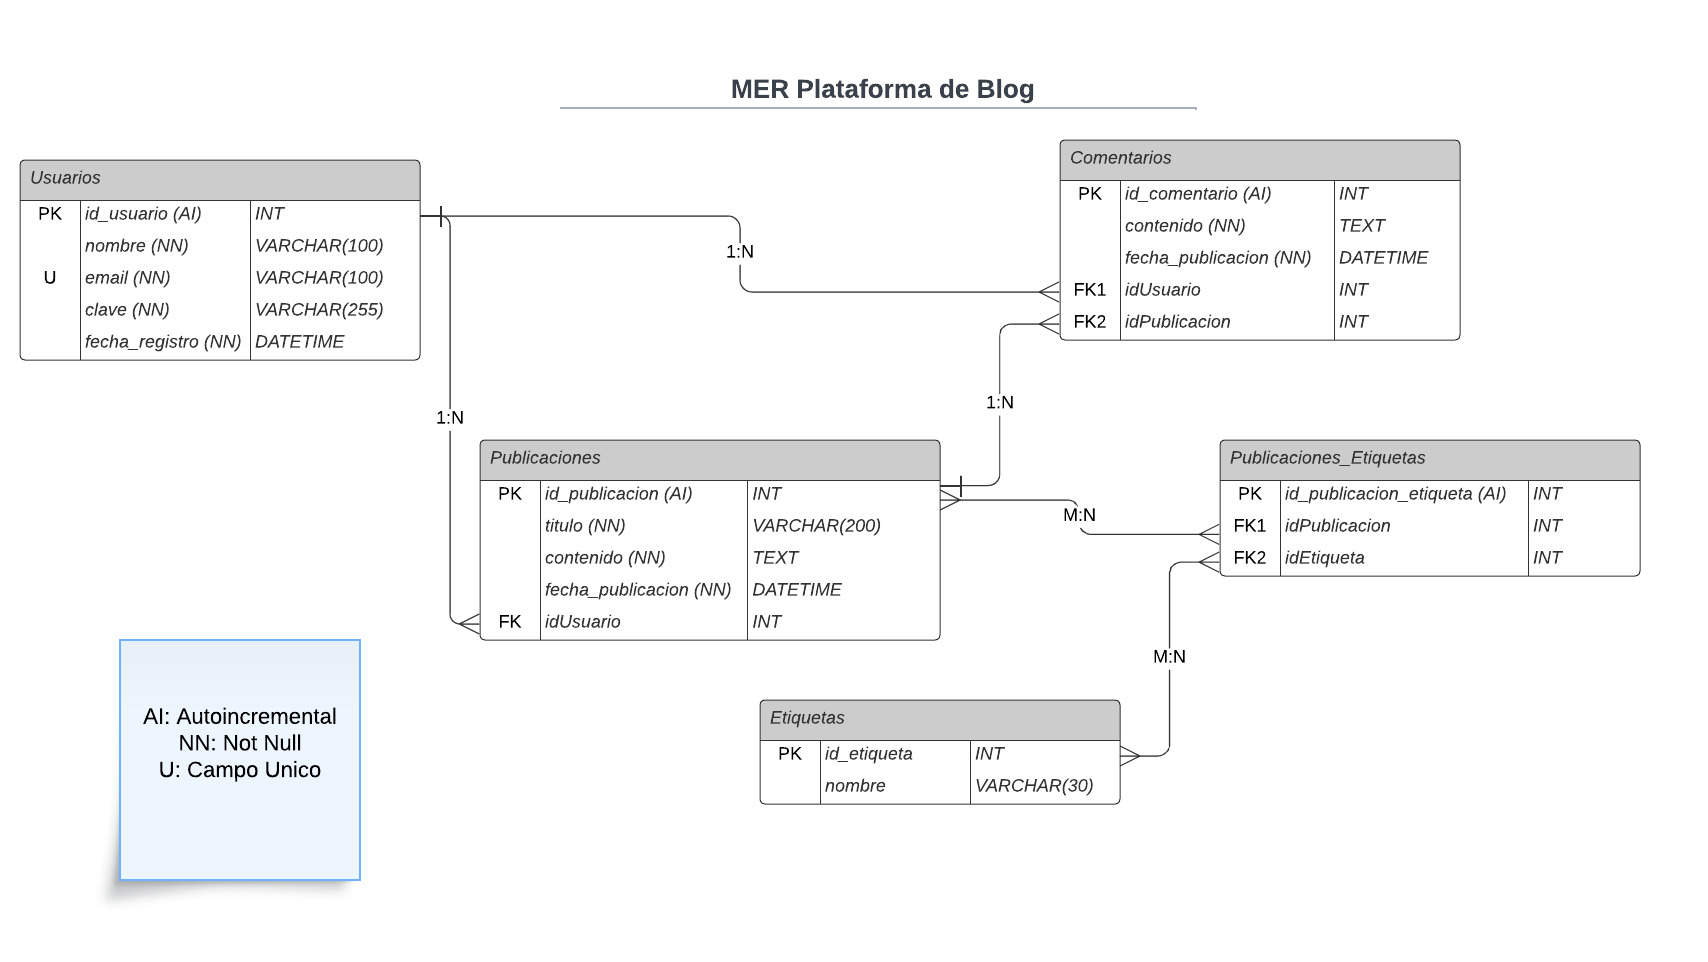 MER Plataforma de Blog
Usuarios
PK id_usuario (AI) INT
nombre (NN) VARCHAR(100)
U email (NN) VARCHAR(100)
clave (NN) VARCHAR(255)
fecha_registro (NN) DATETIME
Comentarios
PK id_comentario (AI) INT
contenido (NN) TEXT
fecha_publicacion (NN) DATETIME
FK1 idUsuario INT
FK2 idPublicacion INT
1:N
1:N
1:N
Publicaciones
PK id_publicacion (AI) INT
titulo (NN) VARCHAR(200)
contenido (NN) TEXT
fecha_publicacion (NN) DATETIME
FK idUsuario INT
M:N
Publicaciones_Etiquetas
PK id_publicacion_etiqueta (AI) INT
FK1 idPublicacion INT
FK2 idEtiqueta INT
M:N
Etiquetas
PK id_etiqueta INT
nombre VARCHAR(30)
AI: Autoincremental
NN: Not Null
U: Campo Unico